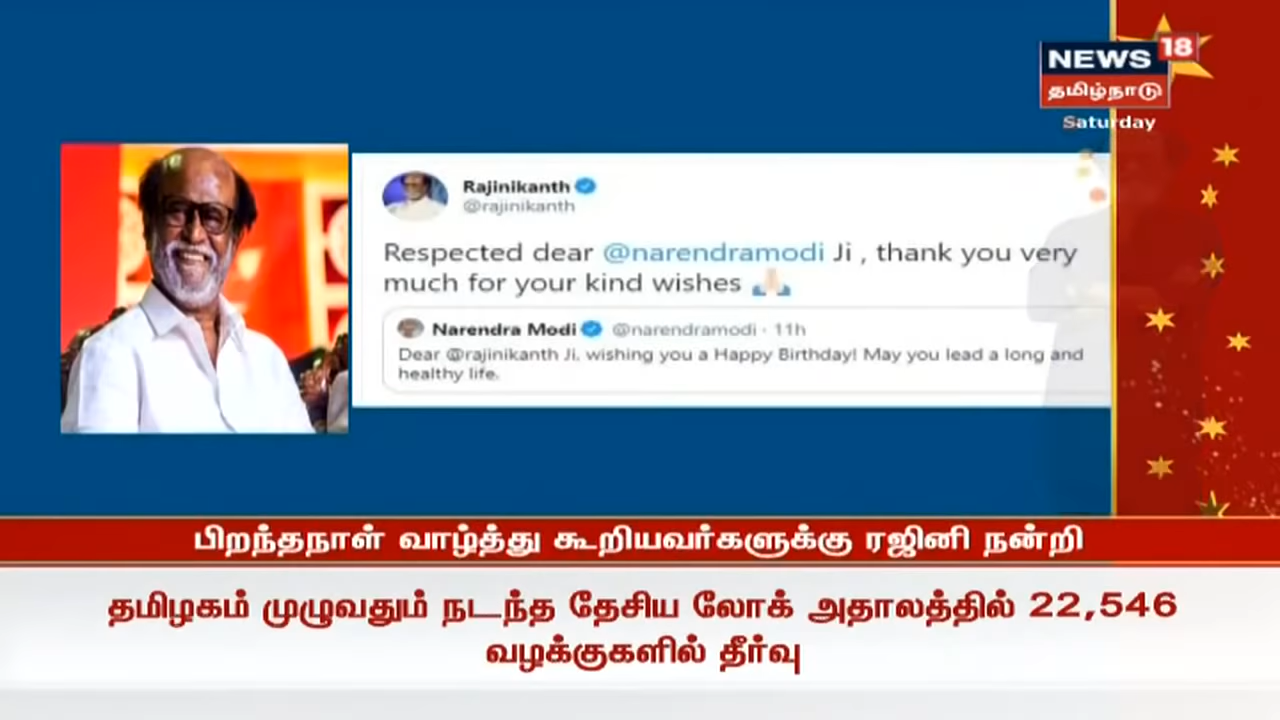 NEWS 18
தமிழ்நாடு
Saturday
Rajinikanth
@rajinikanth
Respected dear @narendramodi Ji , thank you very
much for your kind wishes 🙏🏻
Narendra Modi @narendramodi · 11h
Dear @rajinikanth Ji, wishing you a Happy Birthday! May you lead a long and
healthy life.
பிறந்தநாள் வாழ்த்து கூறியவர்களுக்கு ரஜினி நன்றி
தமிழகம் முழுவதும் நடந்த தேசிய லோக் அதாலத்தில் 22,546
வழக்குகளில் தீர்வு